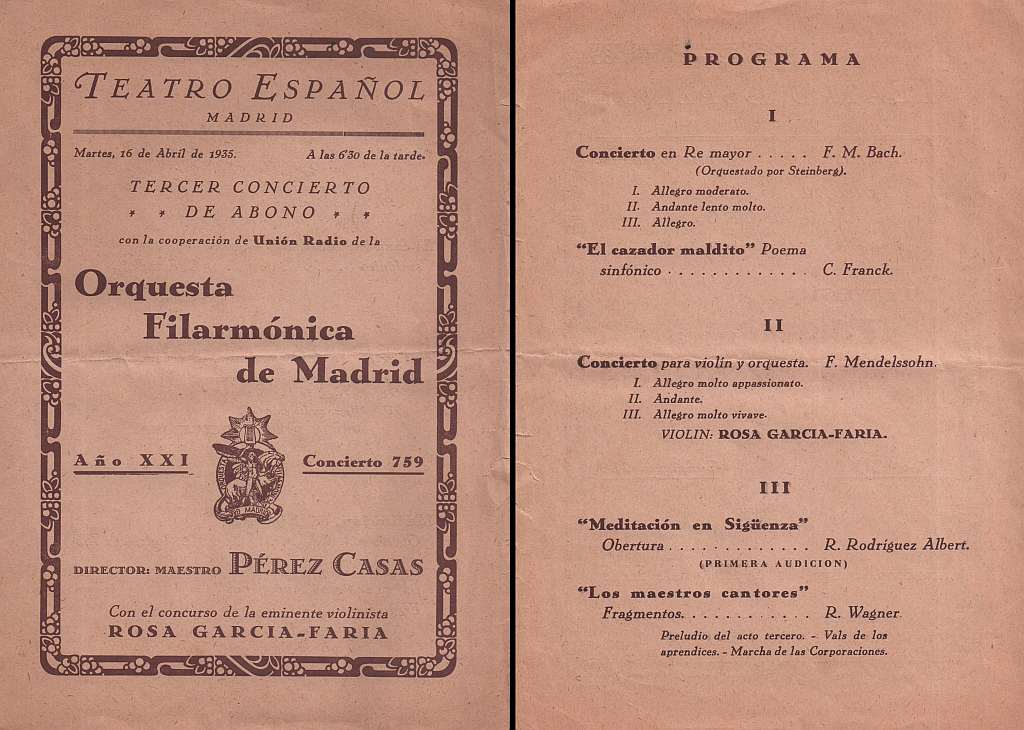 TEATRO ESPAÑOL
MADRID
Martes, 16 de Abril de 1935. A las 6'30 de la tarde.
TERCER CONCIERTO
* * DE ABONO * *
con la cooperación de Unión Radio de la
Orquesta
Filarmónica
de Madrid
Año XXI Concierto 759
DIRECTOR: MAESTRO PÉREZ CASAS
Con el concurso de la eminente violinista
ROSA GARCIA-FARIA
PROGRAMA
I
Concierto en Re mayor . . . . . F. M. Bach.
(Orquestado por Steinberg).
I. Allegro moderato.
II. Andante lento molto.
III. Allegro.
“El cazador maldito” Poema
sinfónico . . . . . . . . . . . . . C. Franck.
II
Concierto para violín y orquesta. F. Mendelssohn.
I. Allegro molto appassionato.
II. Andante.
III. Allegro molto vivave.
VIOLIN: ROSA GARCIA-FARIA.
III
“Meditación en Sigüenza”
Obertura . . . . . . . . . . . . . R. Rodríguez Albert.
(PRIMERA AUDICION)
“Los maestros cantores”
Fragmentos. . . . . . . . . . . . R. Wagner.
Preludio del acto tercero. - Vals de los
aprendices. - Marcha de las Corporaciones.